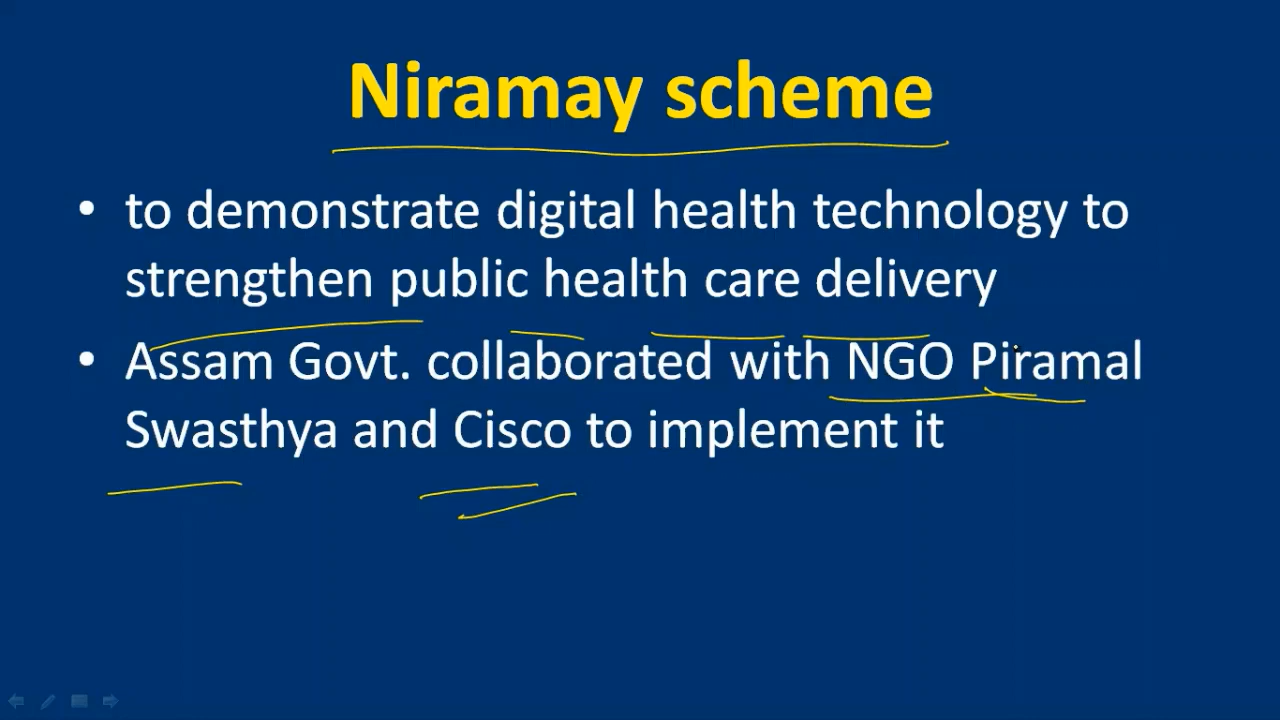 Niramay scheme
• to demonstrate digital health technology to
strengthen public health care delivery
• Assam Govt. collaborated with NGO Piramal
Swasthya and Cisco to implement it